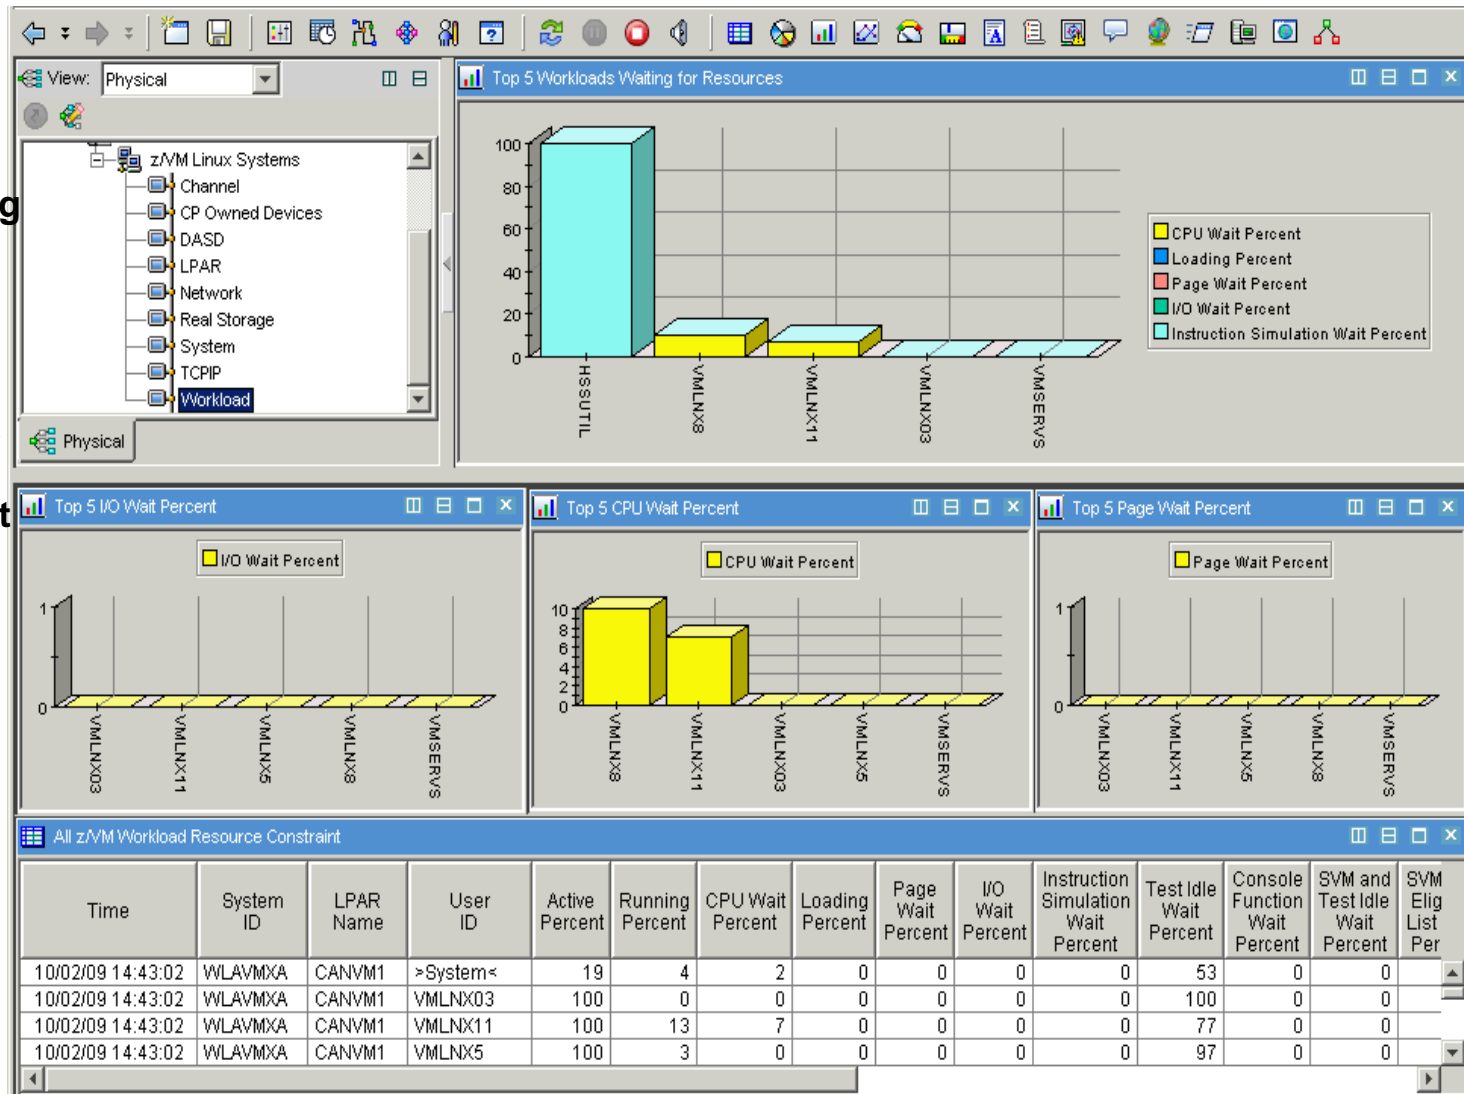 View: Physical
z/VM Linux Systems
Channel
g
CP Owned Devices
DASD
LPAR
Network
Real Storage
System
TCPIP
Workload
Physical
Top 5 Workloads Waiting for Resources
100
80
60
40
20
0
HSSUTIL
VMLNX8
VMLNX11
VMLNX03
VMSERVS
CPU Wait Percent
Loading Percent
Page Wait Percent
I/O Wait Percent
Instruction Simulation Wait Percent
t
Top 5 I/O Wait Percent
I/O Wait Percent
1
0
VMLNX03
VMLNX11
VMLNX5
VMLNX8
VMSERVS
Top 5 CPU Wait Percent
CPU Wait Percent
10
8
6
4
2
0
VMLNX8
VMLNX11
VMLNX03
VMLNX5
VMSERVS
Top 5 Page Wait Percent
Page Wait Percent
1
0
VMLNX03
VMLNX11
VMLNX5
VMLNX8
VMSERVS
All z/VM Workload Resource Constraint
Time System ID LPAR Name User ID Active Percent Running Percent CPU Wait Percent Loading Percent Page Wait Percent I/O Wait Percent Instruction Simulation Wait Percent Test Idle Wait Percent Console Function Wait Percent SVM and Test Idle Wait Percent SVM Elig List Per
10/02/09 14:43:02 WLAVMXA CANVM1 >System< 19 4 2 0 0 0 0 53 0 0
10/02/09 14:43:02 WLAVMXA CANVM1 VMLNX03 100 0 0 0 0 0 0 100 0 0
10/02/09 14:43:02 WLAVMXA CANVM1 VMLNX11 100 13 7 0 0 0 0 77 0 0
10/02/09 14:43:02 WLAVMXA CANVM1 VMLNX5 100 3 0 0 0 0 0 97 0 0